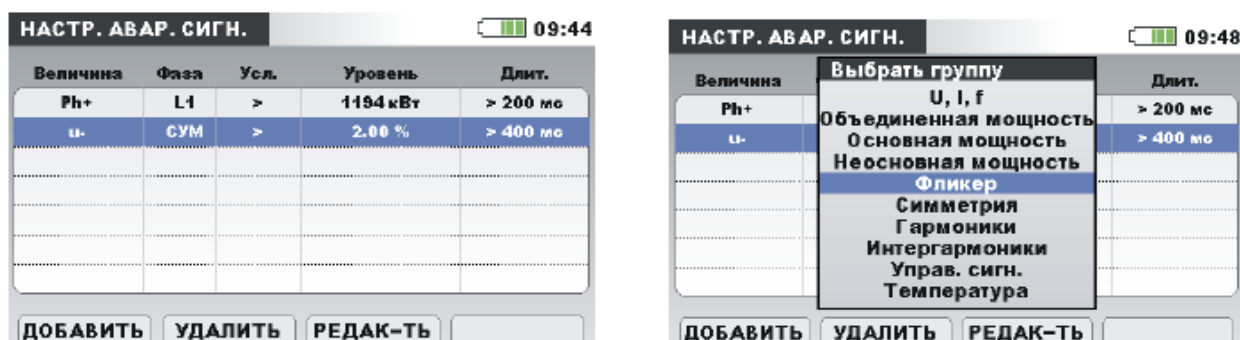 НАСТР. АВАР. СИГН. 09:44
Величина Фаза Усл. Уровень Длит.
Ph+ L1 > 1194 кВт > 200 мс
u- СУМ > 2.00 % > 400 мс
ДОБАВИТЬ УДАЛИТЬ РЕДАК-ТЬ
НАСТР. АВАР. СИГН. 09:48
Величина Длит.
Ph+ > 200 мс
u- > 400 мс
Выбрать группу
U, I, f
Объединенная мощность
Основная мощность
Неосновная мощность
Фликер
Симметрия
Гармоники
Интергармоники
Управ. сигн.
Температура
ДОБАВИТЬ УДАЛИТЬ РЕДАК-ТЬ